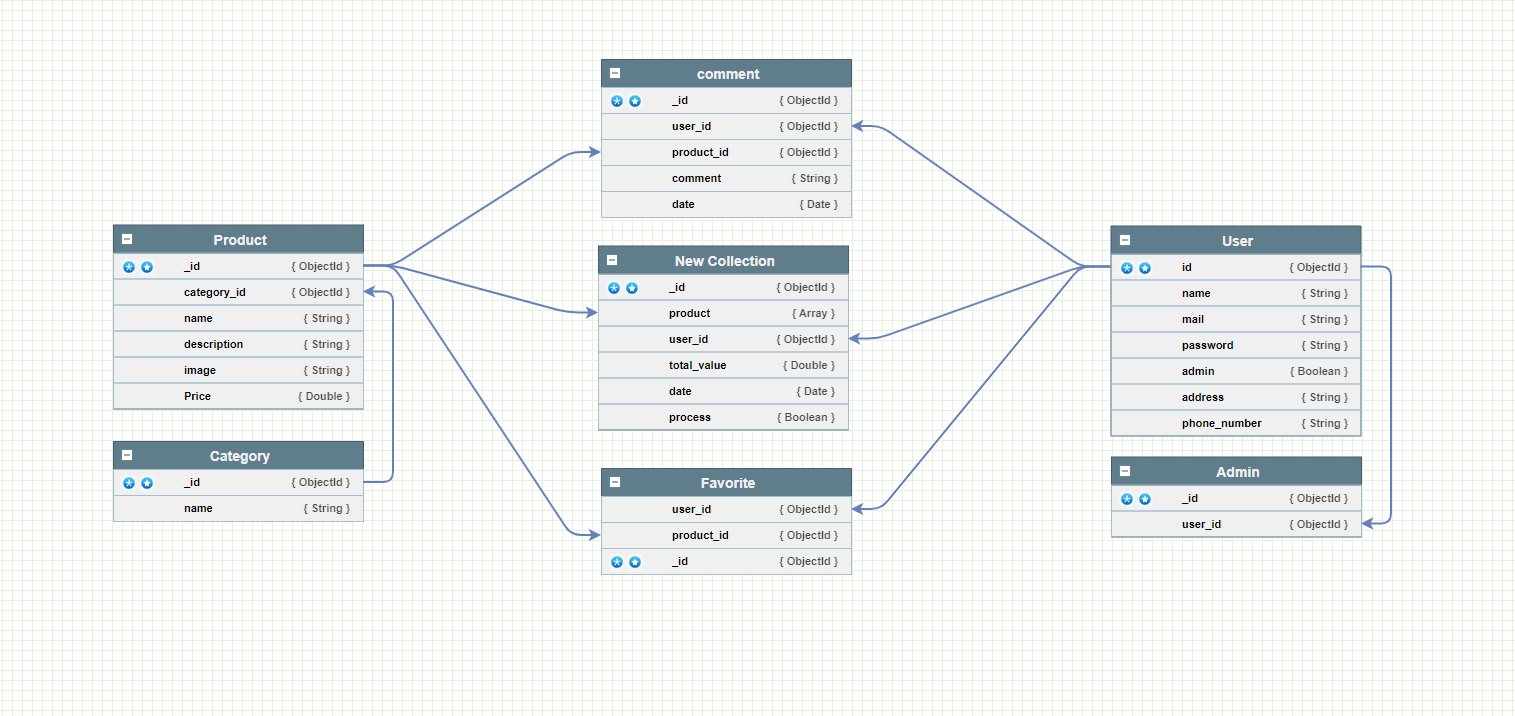 comment
_id { ObjectId }
user_id { ObjectId }
product_id { ObjectId }
comment { String }
date { Date }
Product
_id { ObjectId }
category_id { ObjectId }
name { String }
description { String }
image { String }
Price { Double }
New Collection
_id { ObjectId }
product { Array }
user_id { ObjectId }
total_value { Double }
date { Date }
process { Boolean }
User
id { ObjectId }
name { String }
mail { String }
password { String }
admin { Boolean }
address { String }
phone_number { String }
Category
_id { ObjectId }
name { String }
Favorite
user_id { ObjectId }
product_id { ObjectId }
_id { ObjectId }
Admin
_id { ObjectId }
user_id { ObjectId }